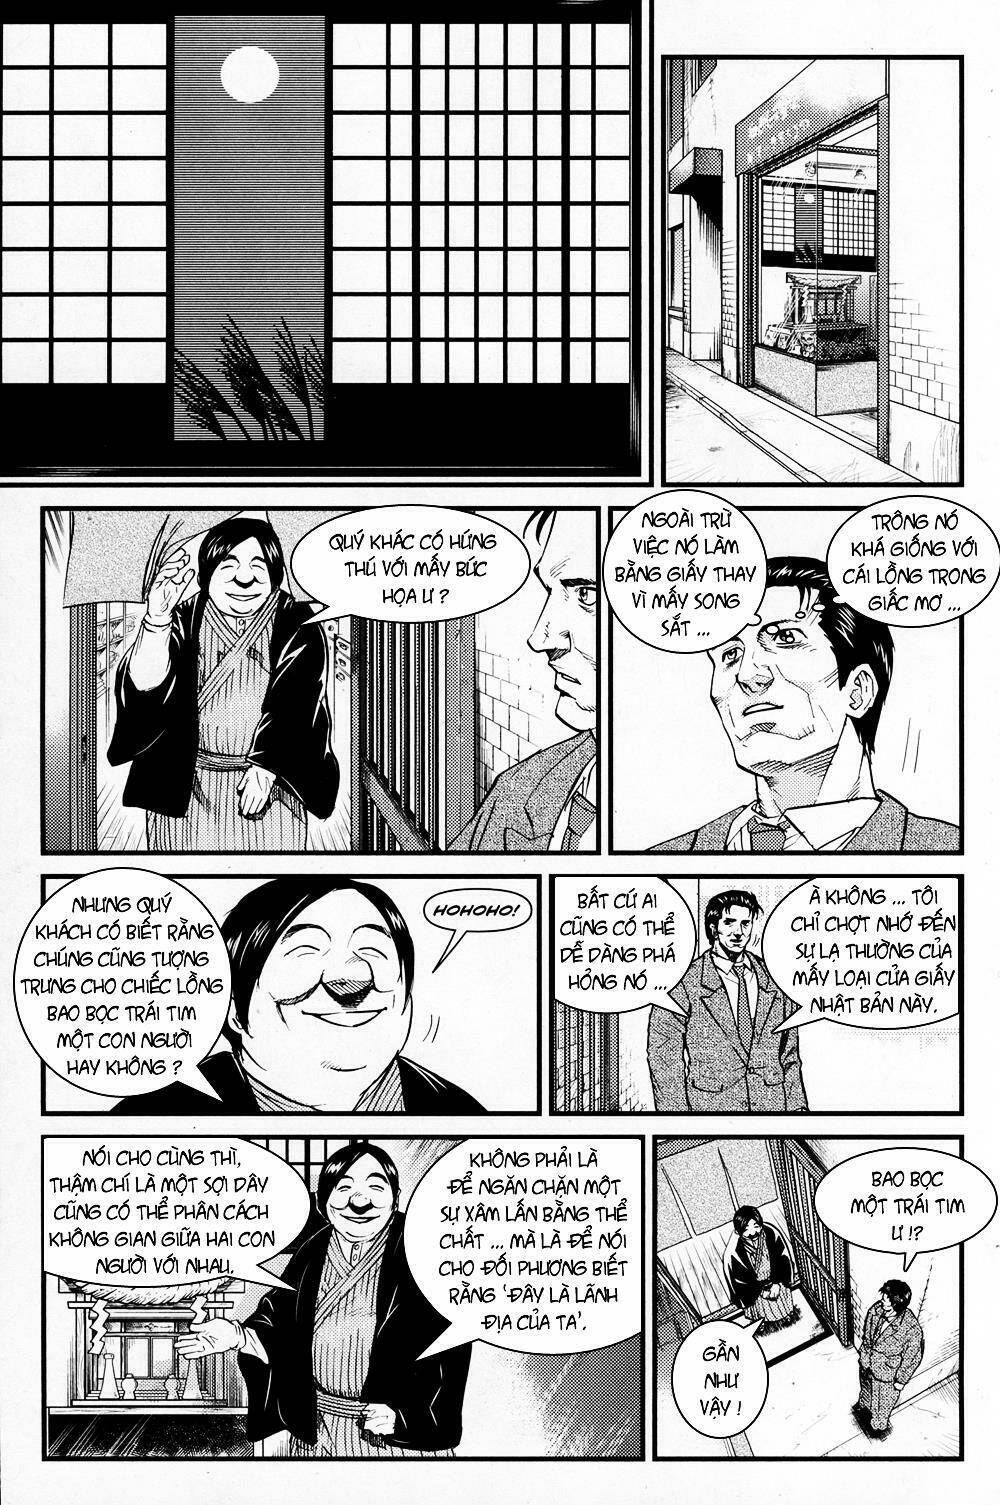 TRÔNG NÓ
KHÁ GIỐNG VỚI
CÁI LỒNG TRONG
GIẤC MƠ ...
NGOÀI TRỪ
VIỆC NÓ LÀM
BẰNG GIẤY THAY
VÌ MẤY SONG
SẮT ...
QUÝ KHÁC CÓ HỨNG
THÚ VỚI MẤY BỨC
HỌA Ư ?
À KHÔNG ... TÔI
CHỈ CHỢT NHỚ ĐẾN
SỰ LẠ THƯỜNG CỦA
MẤY LOẠI CỬA GIẤY
NHẬT BẢN NÀY.
BẤT CỨ AI
CŨNG CÓ THỂ
DỄ DÀNG PHÁ
HỎNG NÓ ...
HOHOHO!
NHƯNG QUÝ
KHÁCH CÓ BIẾT RẰNG
CHÚNG CŨNG TƯỢNG
TRƯNG CHO CHIẾC LỒNG
BAO BỌC TRÁI TIM
MỘT CON NGƯỜI
HAY KHÔNG ?
BAO BỌC
MỘT TRÁI TIM
Ư !?
GẦN
NHƯ
VẬY !
KHÔNG PHẢI LÀ
ĐỂ NGĂN CHẶN MỘT
SỰ XÂM LẤN BẰNG THỂ
CHẤT ... MÀ LÀ ĐỂ NÓI
CHO ĐỐI PHƯƠNG BIẾT
RẰNG ‘ĐÂY LÀ LÃNH
ĐỊA CỦA TA’.
NÓI CHO CÙNG THÌ,
THẬM CHÍ LÀ MỘT SỢI DÂY
CŨNG CÓ THỂ PHÂN CÁCH
KHÔNG GIAN GIỮA HAI CON
NGƯỜI VỚI NHAU.